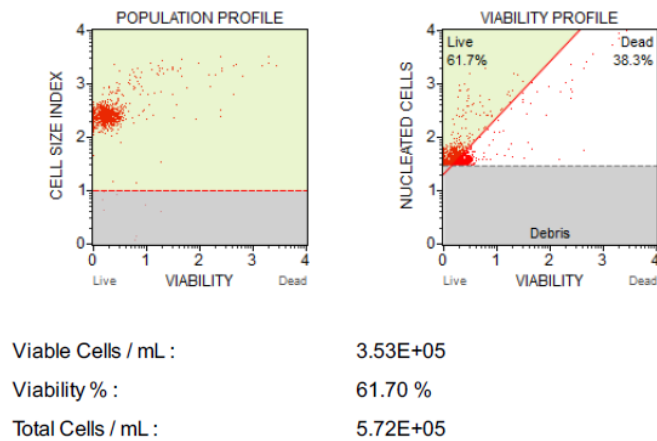 POPULATION PROFILE
4
3
2
1
0
CELL SIZE INDEX
0 1 2 3 4
Live VIABILITY Dead
VIABILITY PROFILE
Live
61.7%
Dead
38.3%
4
3
2
1
0
NUCLEATED CELLS
Debris
0 1 2 3 4
Live VIABILITY Dead
Viable Cells / mL : 3.53E+05
Viability % : 61.70 %
Total Cells / mL : 5.72E+05